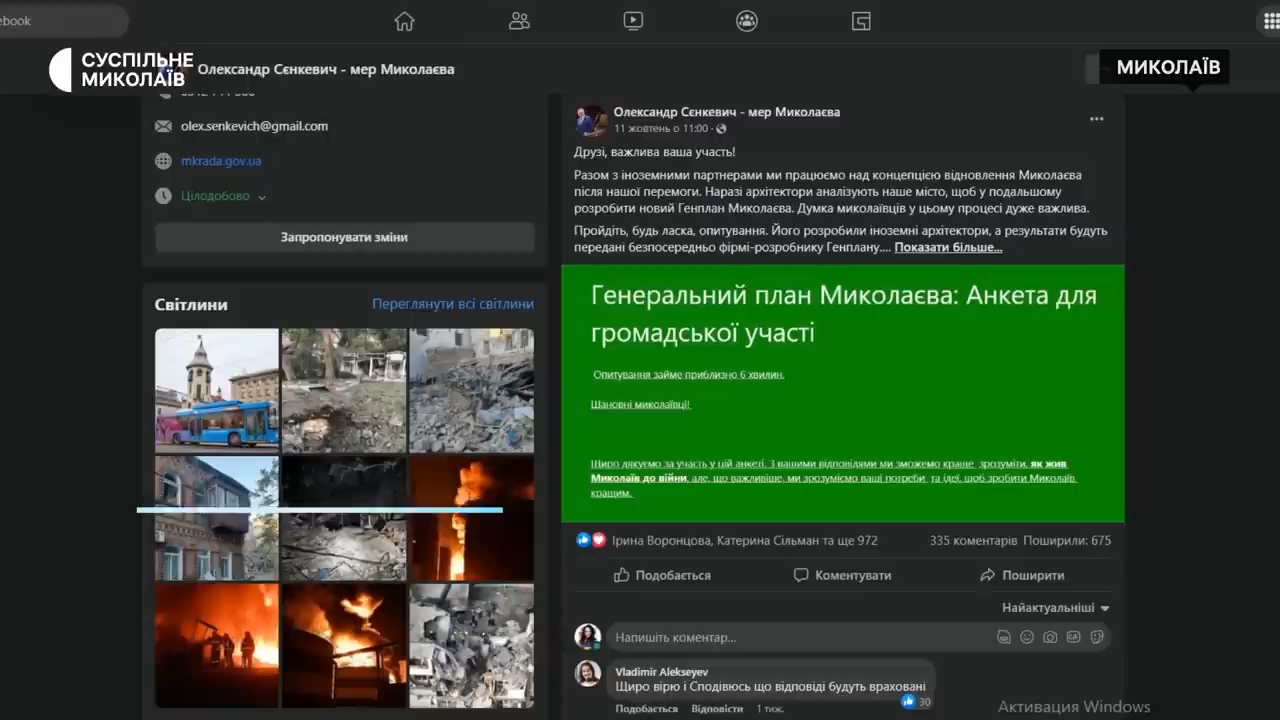 ebook
СУСПІЛЬНЕ
МИКОЛАЇВ
Олександр Сєнкевич - мер Миколаєва
МИКОЛАЇВ
olex.senkevich@gmail.com
mkrada.gov.ua
Цілодобово
Запропонувати зміни
Світлини
Переглянути всі світлини
Олександр Сєнкевич - мер Миколаєва
11 жовтень о 11:00 ·
Друзі, важлива ваша участь!
Разом з іноземними партнерами ми працюємо над концепцією відновлення Миколаєва
після нашої перемоги. Наразі архітектори аналізують наше місто, щоб у подальшому
розробити новий Генплан Миколаєва. Думка миколаївців у цьому процесі дуже важлива.
Пройдіть, будь ласка, опитування. Його розробили іноземні архітектори, а результати будуть
передані безпосередньо фірмі-розробнику Генплану.... Показати більше...
Генеральний план Миколаєва: Анкета для
громадської участі
Опитування займе приблизно 6 хвилин.
Шановні миколаївці!
Щиро дякуємо за участь у цій анкеті. З нашими відповідями ми зможемо краще зрозуміти, як жив
Миколаїв до війни, але, що важливіше, ми зрозуміємо ваші потреби та ідеї, щоб зробити Миколаїв
кращим.
Ірина Воронцова, Катерина Сільман та ще 972
335 коментарів Поширили: 675
Подобається
Коментувати
Поширити
Найактуальніші
Напишіть коментар...
Vladimir Alekseyev
Щиро вірю і Сподівюсь що відповіді будуть враховані
30
Подобається Відповісти 1 тиж.
Активация Windows